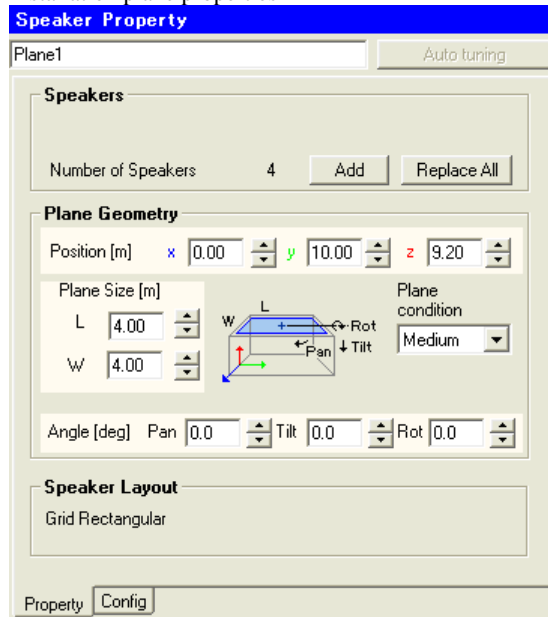 Speaker Property
Plane1 Auto tuning
Speakers
Number of Speakers 4 Add Replace All
Plane Geometry
Position [m] x 0.00 y 10.00 z 9.20
Plane Size [m]
L 4.00
W 4.00
L
W
Rot
Pan
Tilt
Plane
condition
Medium
Angle [deg] Pan 0.0 Tilt 0.0 Rot 0.0
Speaker Layout
Grid Rectangular
Property Config